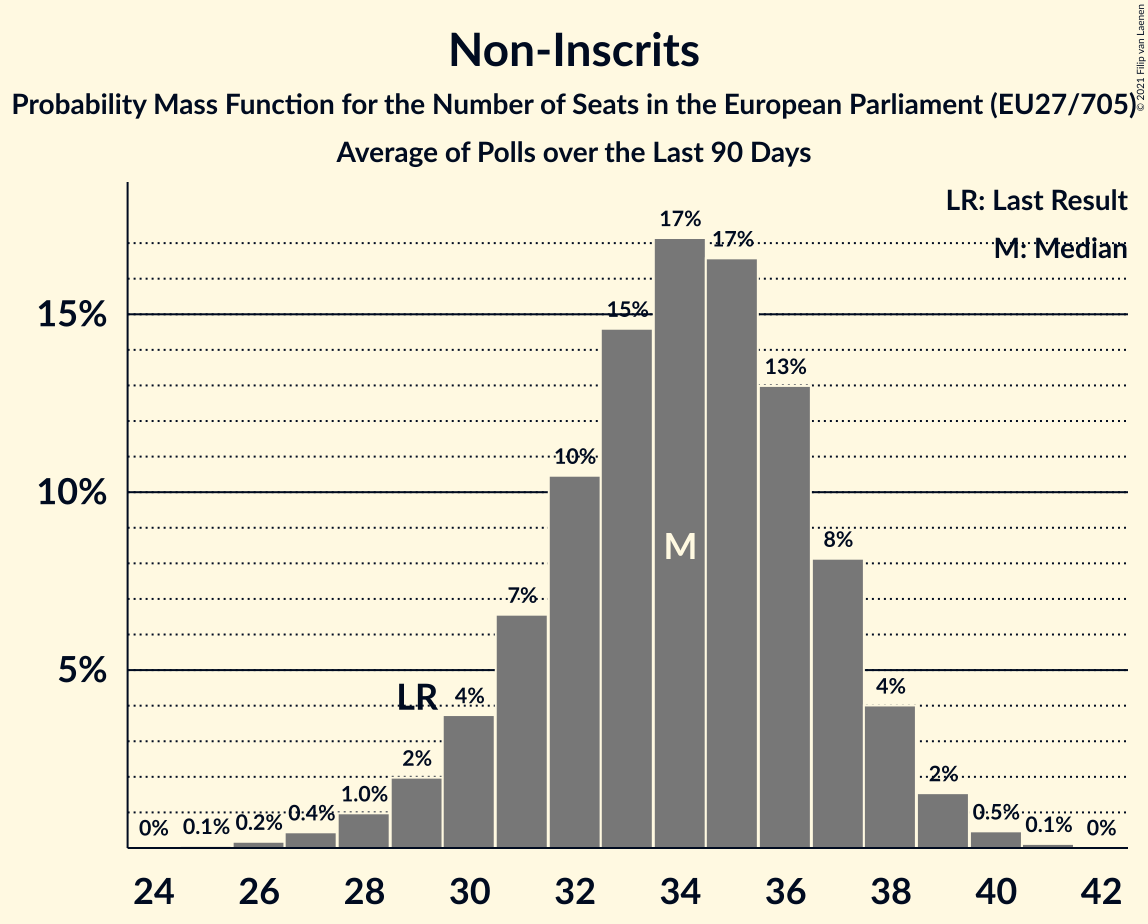 Non-Inscrits
Probability Mass Function for the Number of Seats in the European Parliament (EU27/705)
Average of Polls over the Last 90 Days
© 2021 Filip van Laenen
LR: Last Result
M: Median
15%
10%
5%
0%
0.1%
0.2%
0.4%
1.0%
2%
LR
4%
7%
10%
15%
17%
M
17%
13%
8%
4%
2%
0.5%
0.1%
0%
24 26 28 30 32 34 36 38 40 42